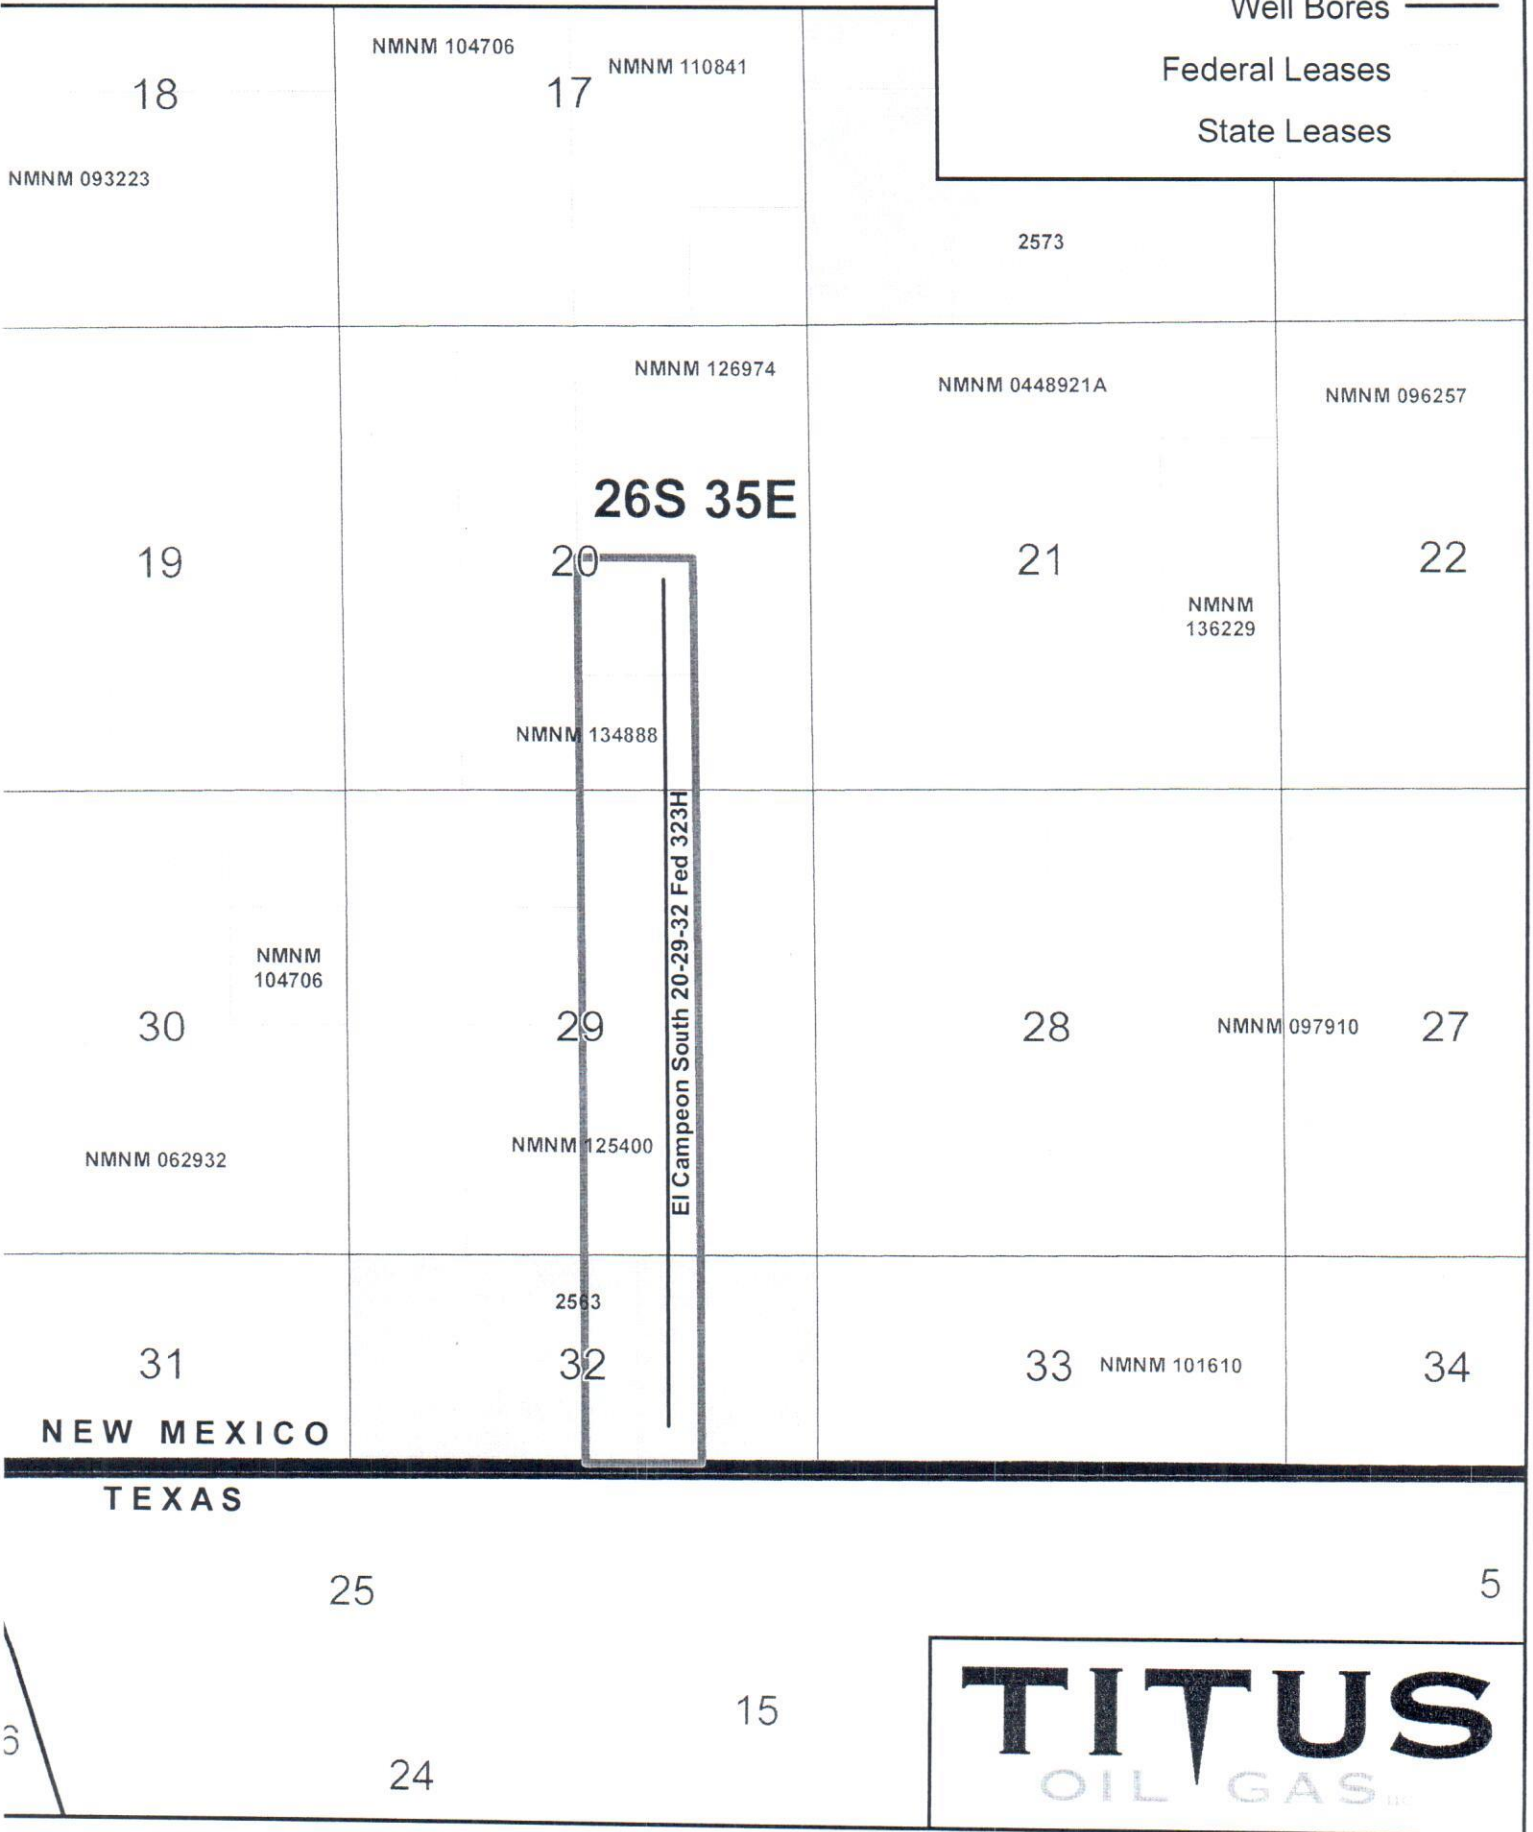 Well Bores
Federal Leases
State Leases
NMNM 104706
NMNM 110841
18
17
NMNM 093223
2573
NMNM 126974
NMNM 0448921A
NMNM 096257
26S 35E
19
20
21
22
NMNM
136229
NMNM 134888
El Campeon South 20-29-32 Fed 323H
NMNM
104706
30
29
28
NMNM 097910
27
NMNM 125400
NMNM 062932
2563
31
32
33
NMNM 101610
34
NEW MEXICO
TEXAS
25
5
15
24
TITUS
OIL GAS